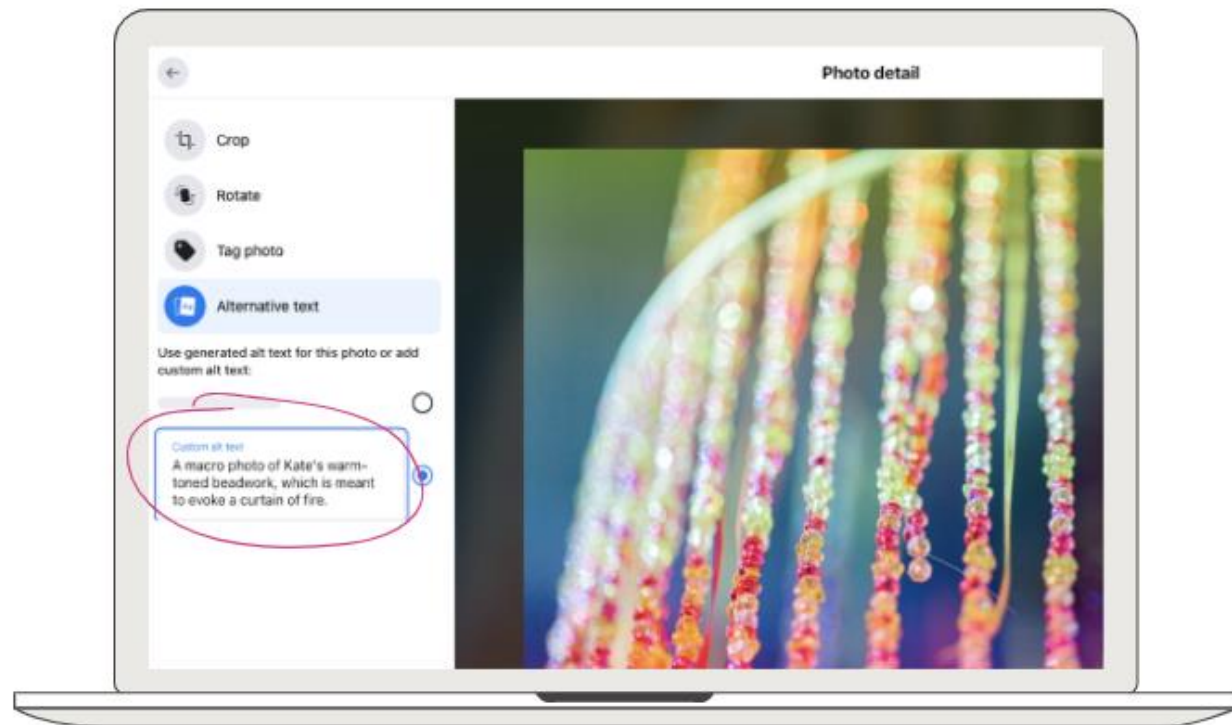 Photo detail
Crop
Rotate
Tag photo
Alternative text
Use generated alt text for this photo or add
custom alt text:
Custom alt text
A macro photo of Kate's warm-
toned beadwork, which is meant
to evoke a curtain of fire.